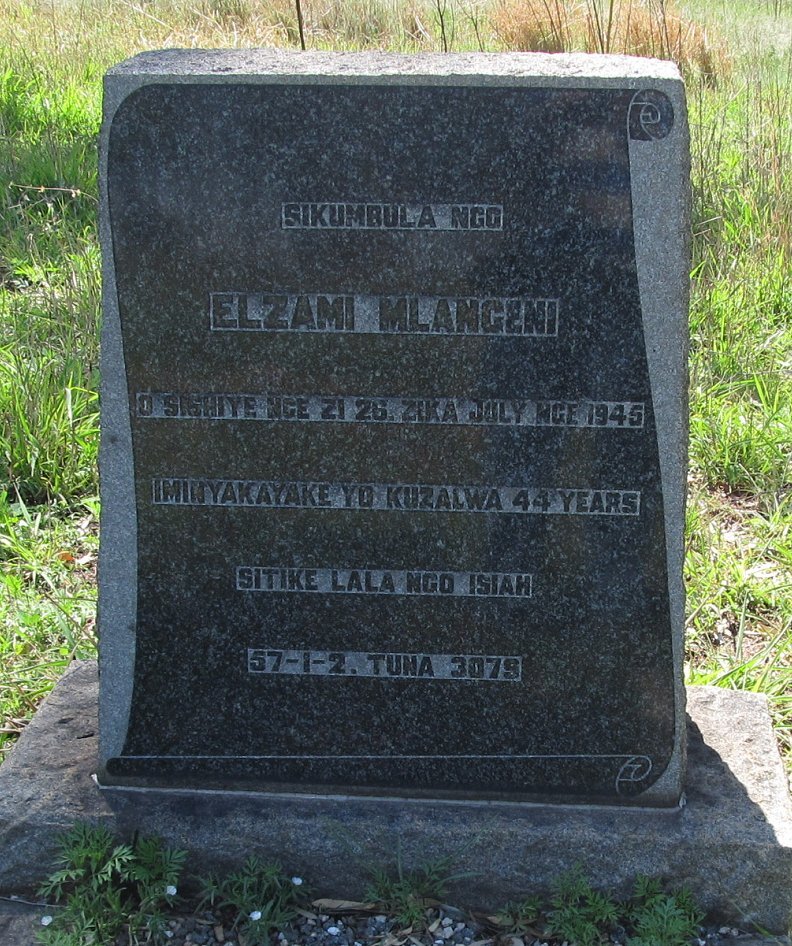 SIKUMBULA NGO
ELZAMI MLANGENI
O SISHIYE NGE 21 26. ZIKA JULY NGE 1945
IMINYAKAYAKE YO KUZALWA 44 YEARS
SITIKE LALA NGO ISIAH
57-1-2. TUNA 3079